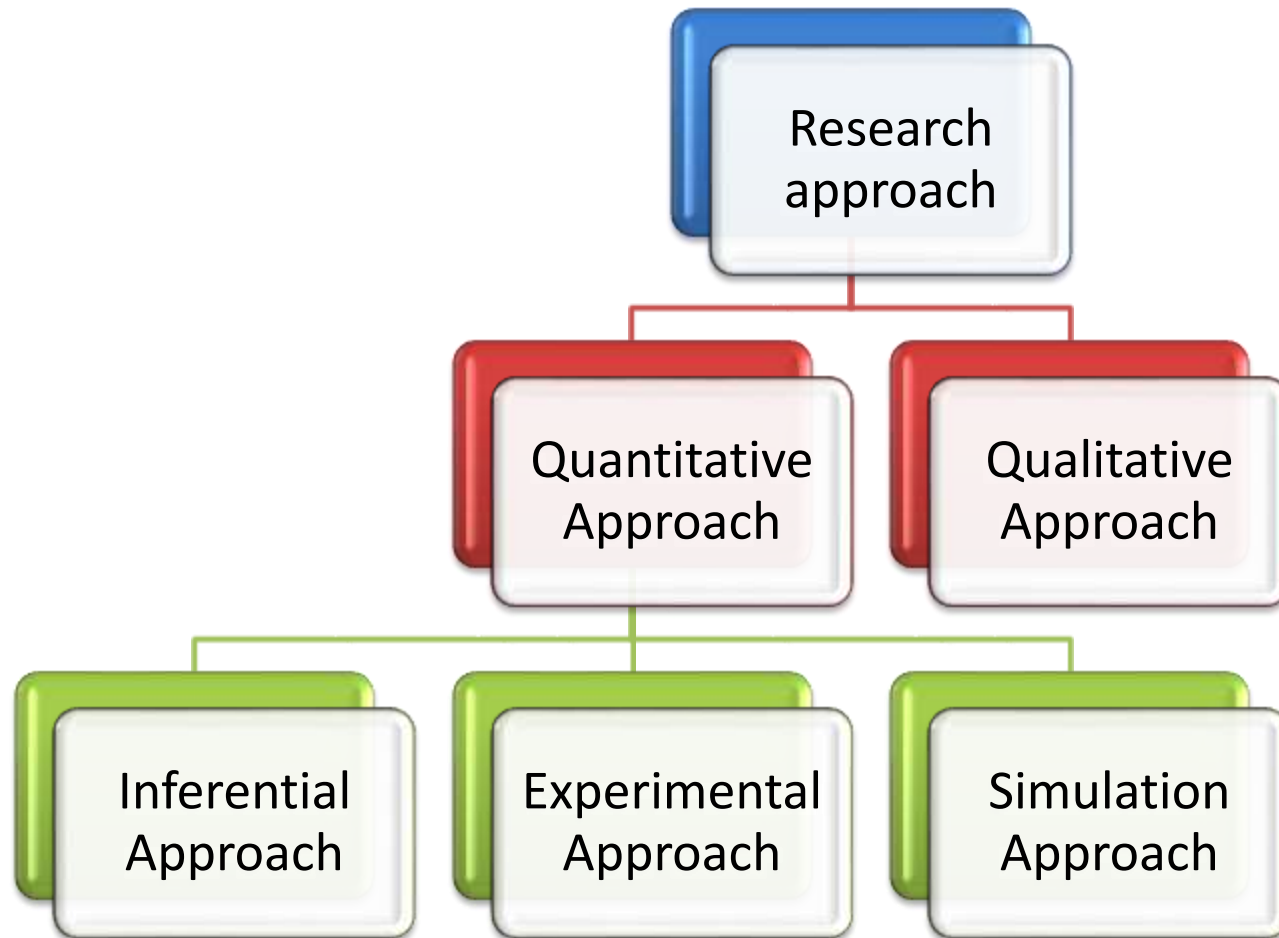 Research
approach
Quantitative
Approach
Qualitative
Approach
Inferential
Approach
Experimental
Approach
Simulation
Approach